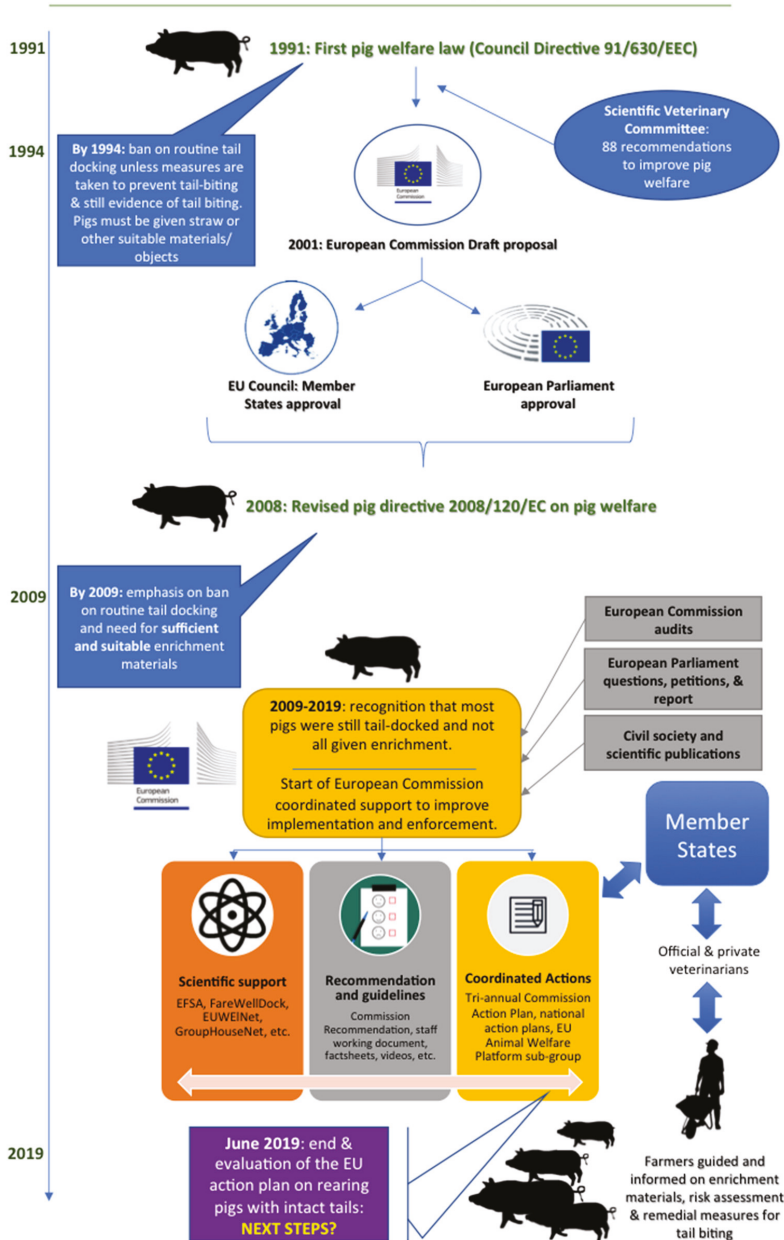 1991
1991: First pig welfare law (Council Directive 91/630/EEC)
1994
By 1994: ban on routine tail
docking unless measures are
taken to prevent tail-biting
& still evidence of tail biting.
Pigs must be given straw or
other suitable materials/
objects
Scientific Veterinary
Commmittee:
88 recommendations
to improve pig
welfare
European
Commission
2001: European Commission Draft proposal
EU Council: Member
States approval
European Parliament
approval
2008: Revised pig directive 2008/120/EC on pig welfare
2009
By 2009: emphasis on ban
on routine tail docking
and need for sufficient
and suitable enrichment
materials
European Commission
audits
European Parliament
questions, petitions, &
report
Civil society and
scientific publications
European
Commission
2009-2019: recognition that most
pigs were still tail-docked and not
all given enrichment.
Start of European Commission
coordinated support to improve
implementation and enforcement.
Member
States
Scientific support
EFSA, FareWellDock,
EUWElNet,
GroupHouseNet, etc.
Recommendation
and guidelines
Commission
Recommendation, staff
working document,
factsheets, videos, etc.
Coordinated Actions
Tri-annual Commission
Action Plan, national
action plans, EU
Animal Welfare
Platform sub-group
Official & private
veterinarians
2019
June 2019: end &
evaluation of the EU
action plan on rearing
pigs with intact tails:
NEXT STEPS?
Farmers guided and
informed on enrichment
materials, risk assessment
& remedial measures for
tail biting